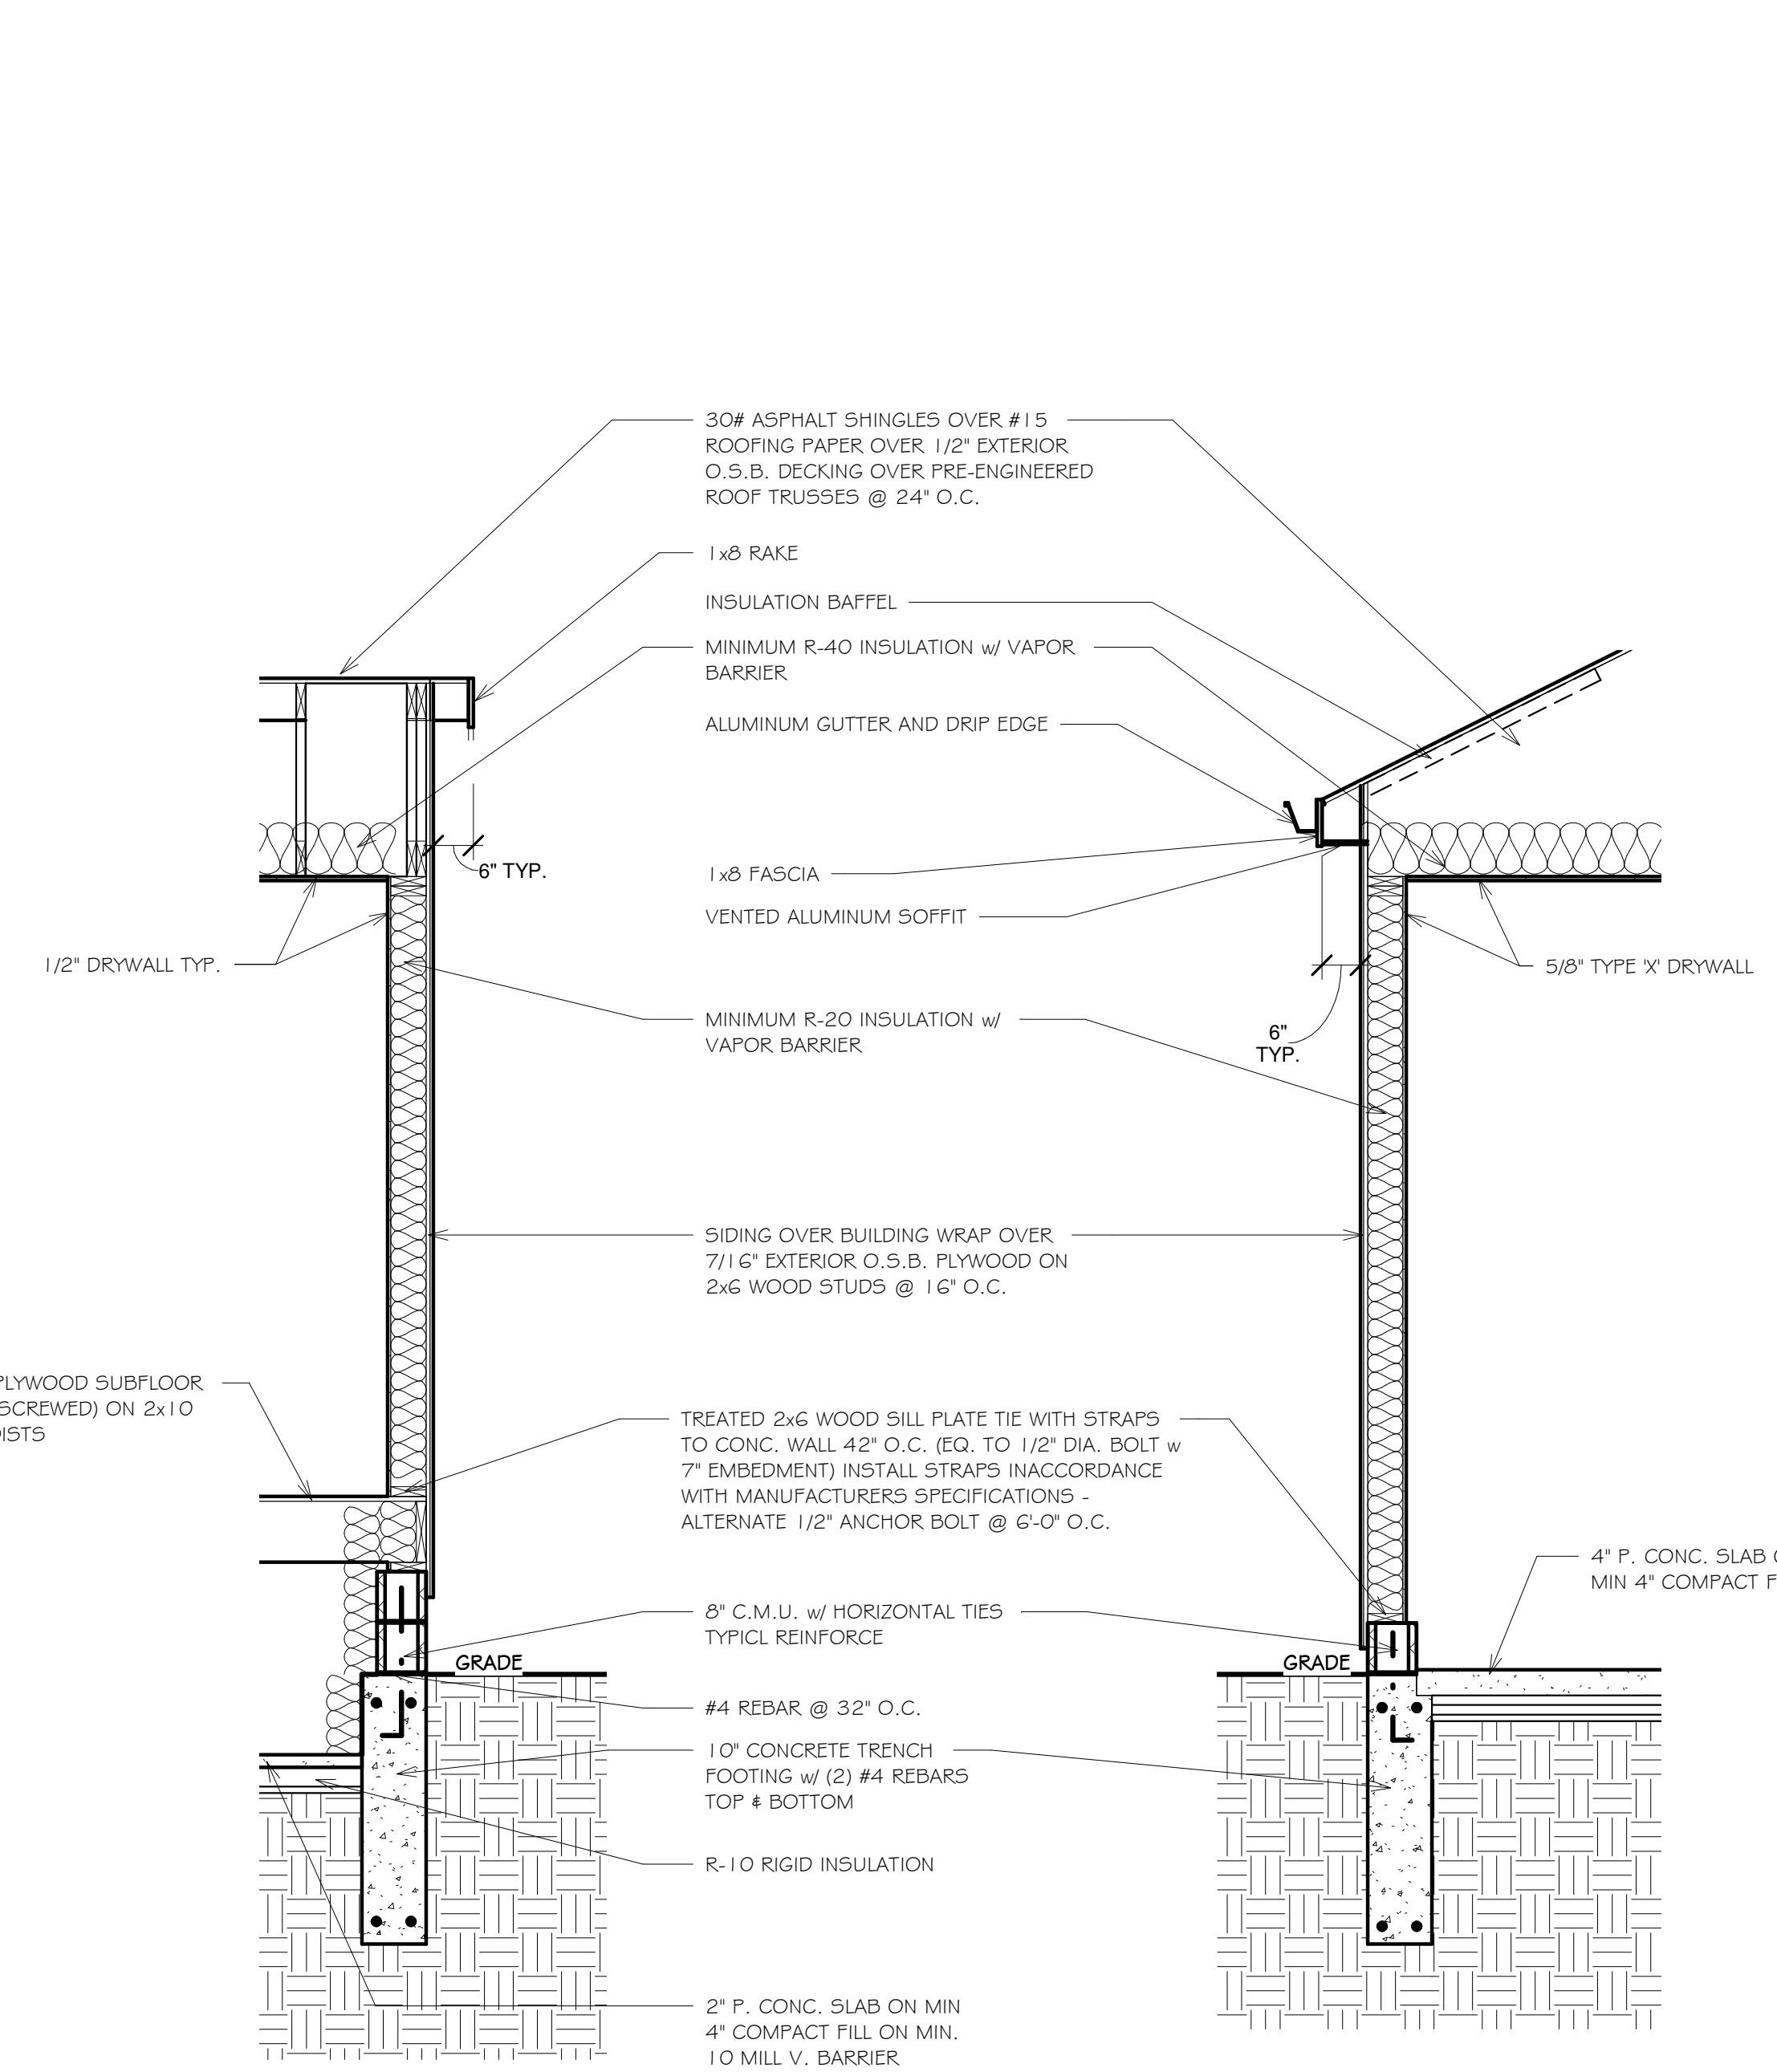 30# ASPHALT SHINGLES OVER #15
ROOFING PAPER OVER 1/2" EXTERIOR
O.S.B. DECKING OVER PRE-ENGINEERED
ROOF TRUSSES @ 24" O.C.
1x8 RAKE
INSULATION BAFFEL
MINIMUM R-40 INSULATION w/ VAPOR
BARRIER
ALUMINUM GUTTER AND DRIP EDGE
6" TYP.
1x8 FASCIA
VENTED ALUMINUM SOFFIT
1/2" DRYWALL TYP.
5/8" TYPE 'X' DRYWALL
MINIMUM R-20 INSULATION w/
VAPOR BARRIER
6"
TYP.
SIDING OVER BUILDING WRAP OVER
7/16" EXTERIOR O.S.B. PLYWOOD ON
2x6 WOOD STUDS @ 16" O.C.
PLYWOOD SUBFLOOR
SCREWED) ON 2x10
OISTS
TREATED 2x6 WOOD SILL PLATE TIE WITH STRAPS
TO CONC. WALL 42" O.C. (EQ. TO 1/2" DIA. BOLT w
7" EMBEDMENT) INSTALL STRAPS INACCORDANCE
WITH MANUFACTURERS SPECIFICATIONS -
ALTERNATE 1/2" ANCHOR BOLT @ 6'-0" O.C.
4" P. CONC. SLAB
MIN 4" COMPACT F
8" C.M.U. w/ HORIZONTAL TIES
TYPICL REINFORCE
GRADE
GRADE
#4 REBAR @ 32" O.C.
10" CONCRETE TRENCH
FOOTING w/ (2) #4 REBARS
TOP & BOTTOM
R-10 RIGID INSULATION
2" P. CONC. SLAB ON MIN
4" COMPACT FILL ON MIN.
10 MILL V. BARRIER